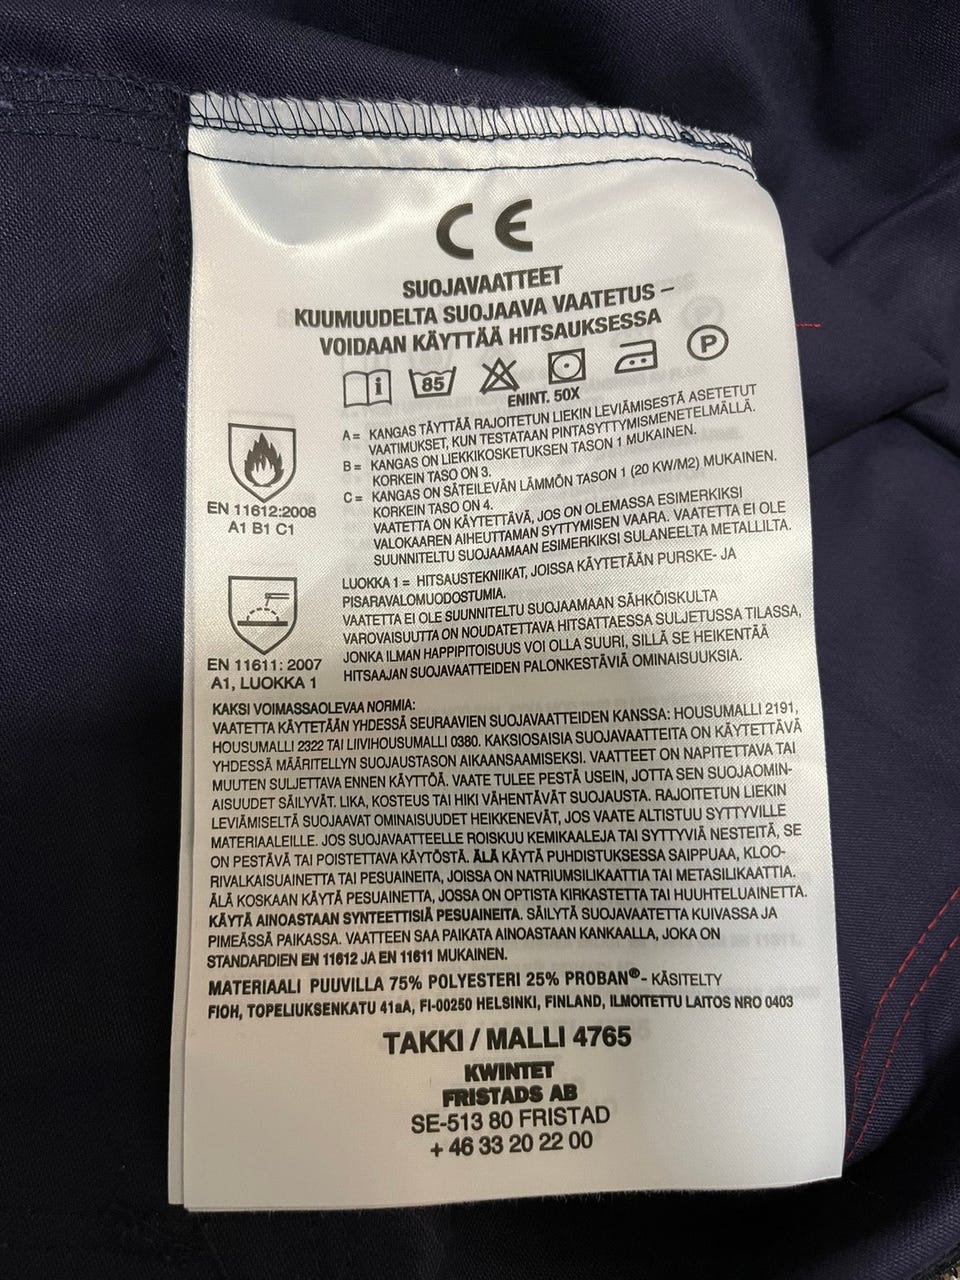 CE
SUOJAVAATTEET
KUUMUUDELTA SUOJAAVA VAATETUS –
VOIDAAN KÄYTTÄÄ HITSAUKSESSA
i 85 P
ENINT. 50X
A = KANGAS TÄYTTÄÄ RAJOITETUN LIEKIN LEVIÄMISESTÄ ASETETUT
VAATIMUKSET, KUN TESTATAAN PINTASYTTYMISMENETELMÄLLÄ.
B = KANGAS ON LIEKKIKOSKETUKSEN TASON 1 MUKAINEN.
KORKEIN TASO ON 3.
C = KANGAS ON SÄTEILEVÄN LÄMMÖN TASON 1 (20 KW/M2) MUKAINEN.
KORKEIN TASO ON 4.
VAATETTA ON KÄYTETTÄVÄ, JOS ON OLEMASSA ESIMERKIKSI
VALOKAAREN AIHEUTTAMAN SYTTYMISEN VAARA. VAATETTA EI OLE
SUUNNITELTU SUOJAAMAAN ESIMERKIKSI SULANEELTA METALLILTA.
EN 11612:2008
A1 B1 C1
LUOKKA 1 = HITSAUSTEKNIIKAT, JOISSA KÄYTETÄÄN PURSKE- JA
PISARAVALOMUODOSTUMIA.
VAATETTA EI OLE SUUNNITELTU SUOJAAMAAN SÄHKÖISKULTA
VAROVAISUUTTA ON NOUDATETTAVA HITSATTAESSA SULJETUSSA TILASSA,
JONKA ILMAN HAPPIPITOISUUS VOI OLLA SUURI, SILLÄ SE HEIKENTÄÄ
HITSAAJAN SUOJAVAATTEIDEN PALONKESTÄVIÄ OMINAISUUKSIA.
EN 11611: 2007
A1, LUOKKA 1
KAKSI VOIMASSAOLEVAA NORMIA:
VAATETTA KÄYTETÄÄN YHDESSÄ SEURAAVIEN SUOJAVAATTEIDEN KANSSA: HOUSUMALLI 2191,
HOUSUMALLI 2322 TAI LIIVIHOUSUMALLI 0380. KAKSIOSAISIA SUOJAVAATTEITA ON KÄYTETTÄVÄ
YHDESSÄ MÄÄRITELLYN SUOJAUSTASON AIKAANSAAMISEKSI. VAATTEET ON NAPITETTAVA TAI
MUUTEN SULJETTAVA ENNEN KÄYTTÖÄ. VAATE TULEE PESTÄ USEIN, JOTTA SEN SUOJAOMIN-
AISUUDET SÄILYVÄT. LIKA, KOSTEUS TAI HIKI VÄHENTÄVÄT SUOJAUSTA. RAJOITETUN LIEKIN
LEVIÄMISELTÄ SUOJAAVAT OMINAISUUDET HEIKKENEVÄT, JOS VAATE ALTISTUU SYTTYVILLE
MATERIAALEILLE. JOS SUOJAVAATTEELLE ROISKUU KEMIKAALEJA TAI SYTTYVIÄ NESTEITÄ, SE
ON PESTÄVÄ TAI POISTETTAVA KÄYTÖSTÄ. ÄLÄ KÄYTÄ PUHDISTUKSESSA SAIPPUAA, KLOO-
RIVALKAISUAINETTA TAI PESUAINEITA, JOISSA ON NATRIUMSILIKAATTIA TAI METASILIKAATTIA.
ÄLÄ KOSKAAN KÄYTÄ PESUAINETTA, JOSSA ON OPTISTA KIRKASTETTA TAI HUUHTELUAINETTA.
KÄYTÄ AINOASTAAN SYNTEETTISIÄ PESUAINEITA. SÄILYTÄ SUOJAVAATETTA KUIVASSA JA
PIMEÄSSÄ PAIKASSA. VAATTEEN SAA PAIKATA AINOASTAAN KANKAALLA, JOKA ON
STANDARDIEN EN 11612 JA EN 11611 MUKAINEN.
MATERIAALI PUUVILLA 75% POLYESTERI 25% PROBAN®- KÄSITELTY
FIOH, TOPELIUKSENKATU 41aA, FI-00250 HELSINKI, FINLAND, ILMOITETTU LAITOS NRO 0403
TAKKI / MALLI 4765
KWINTET
FRISTADS AB
SE-513 80 FRISTAD
+ 46 33 20 22 00